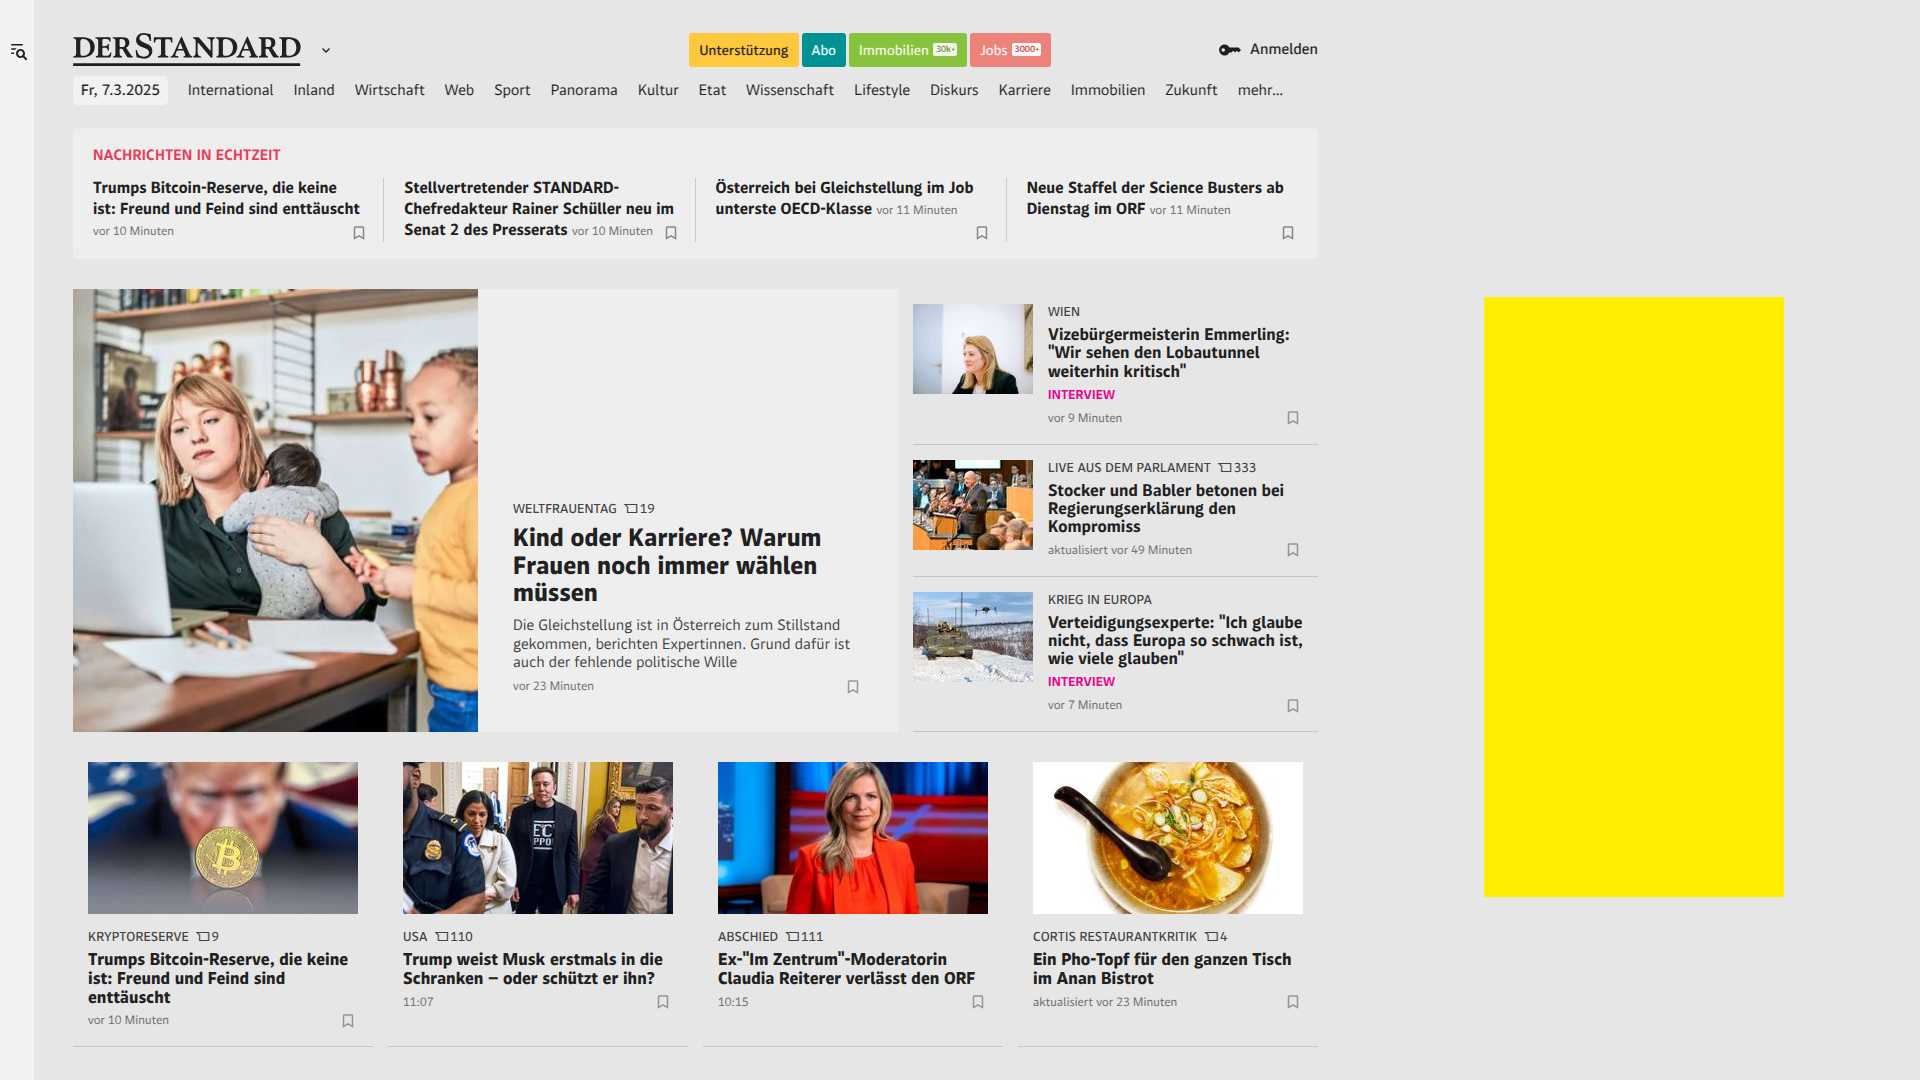 DERSTANDARD
Unterstützung
Abo
Immobilien 30k+
Jobs 3000+
Anmelden
Fr, 7.3.2025 International Inland Wirtschaft Web Sport Panorama Kultur Etat Wissenschaft Lifestyle Diskurs Karriere Immobilien Zukunft mehr...
NACHRICHTEN IN ECHTZEIT
Trumps Bitcoin-Reserve, die keine
ist: Freund und Feind sind enttäuscht
vor 10 Minuten
Stellvertretender STANDARD-
Chefredakteur Rainer Schüller neu im
Senat 2 des Presserats vor 10 Minuten
Österreich bei Gleichstellung im Job
unterste OECD-Klasse vor 11 Minuten
Neue Staffel der Science Busters ab
Dienstag im ORF vor 11 Minuten
WELTFRAUENTAG 19
Kind oder Karriere? Warum
Frauen noch immer wählen
müssen
Die Gleichstellung ist in Österreich zum Stillstand
gekommen, berichten Expertinnen. Grund dafür ist
auch der fehlende politische Wille
vor 23 Minuten
WIEN
Vizebürgermeisterin Emmerling:
"Wir sehen den Lobautunnel
weiterhin kritisch"
INTERVIEW
vor 9 Minuten
LIVE AUS DEM PARLAMENT 333
Stocker und Babler betonen bei
Regierungserklärung den
Kompromiss
aktualisiert vor 49 Minuten
KRIEG IN EUROPA
Verteidigungsexperte: "Ich glaube
nicht, dass Europa so schwach ist,
wie viele glauben"
INTERVIEW
vor 7 Minuten
KRYPTORESERVE 9
Trumps Bitcoin-Reserve, die keine
ist: Freund und Feind sind
enttäuscht
vor 10 Minuten
USA 110
Trump weist Musk erstmals in die
Schranken – oder schützt er ihn?
11:07
ABSCHIED 111
Ex-"Im Zentrum"-Moderatorin
Claudia Reiterer verlässt den ORF
10:15
CORTIS RESTAURANTKRITIK 4
Ein Pho-Topf für den ganzen Tisch
im Anan Bistrot
aktualisiert vor 23 Minuten